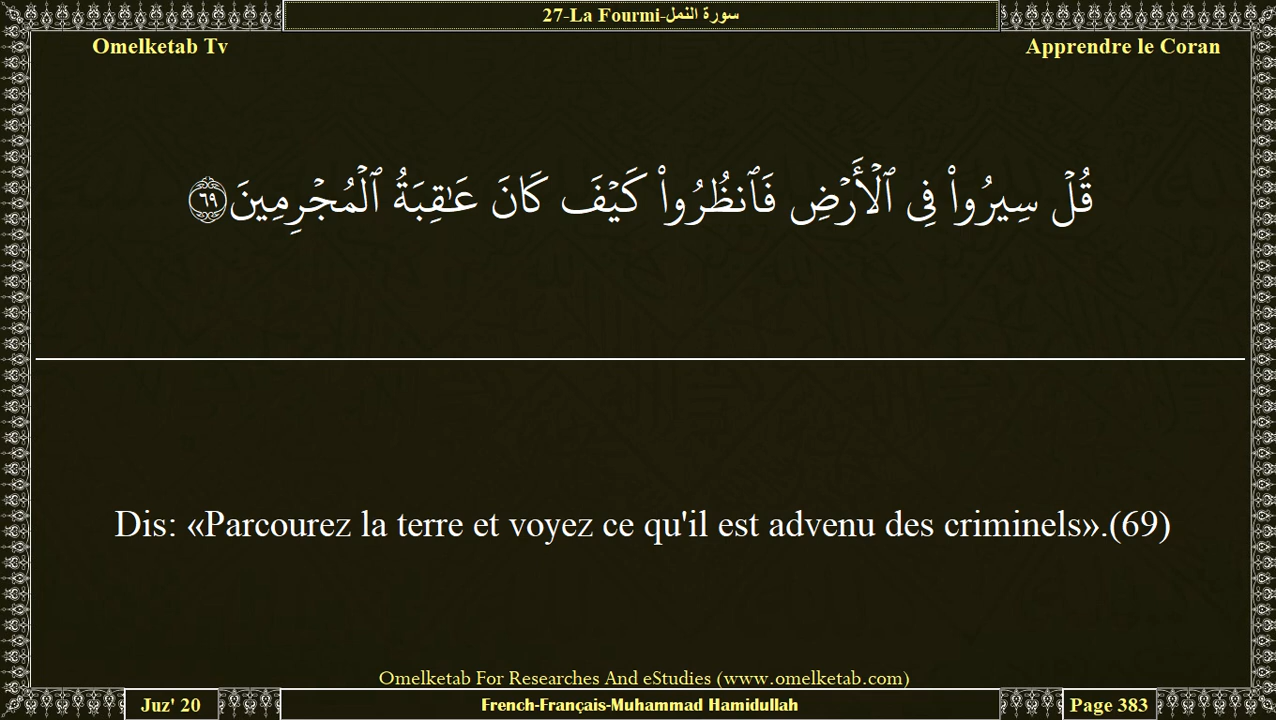 27-La Fourmi-سورة النمل
Omelketab Tv
Apprendre le Coran
قُلۡ سِيرُواْ فِى ٱلۡأَرۡضِ فَٱنظُرُواْ كَيۡفَ كَانَ عَـٰقِبَةُ ٱلۡمُجۡرِمِينَ ٦٩
Dis: «Parcourez la terre et voyez ce qu'il est advenu des criminels».(69)
Omelketab For Researches And eStudies (www.omelketab.com)
Juz' 20
French-Français-Muhammad Hamidullah
Page 383